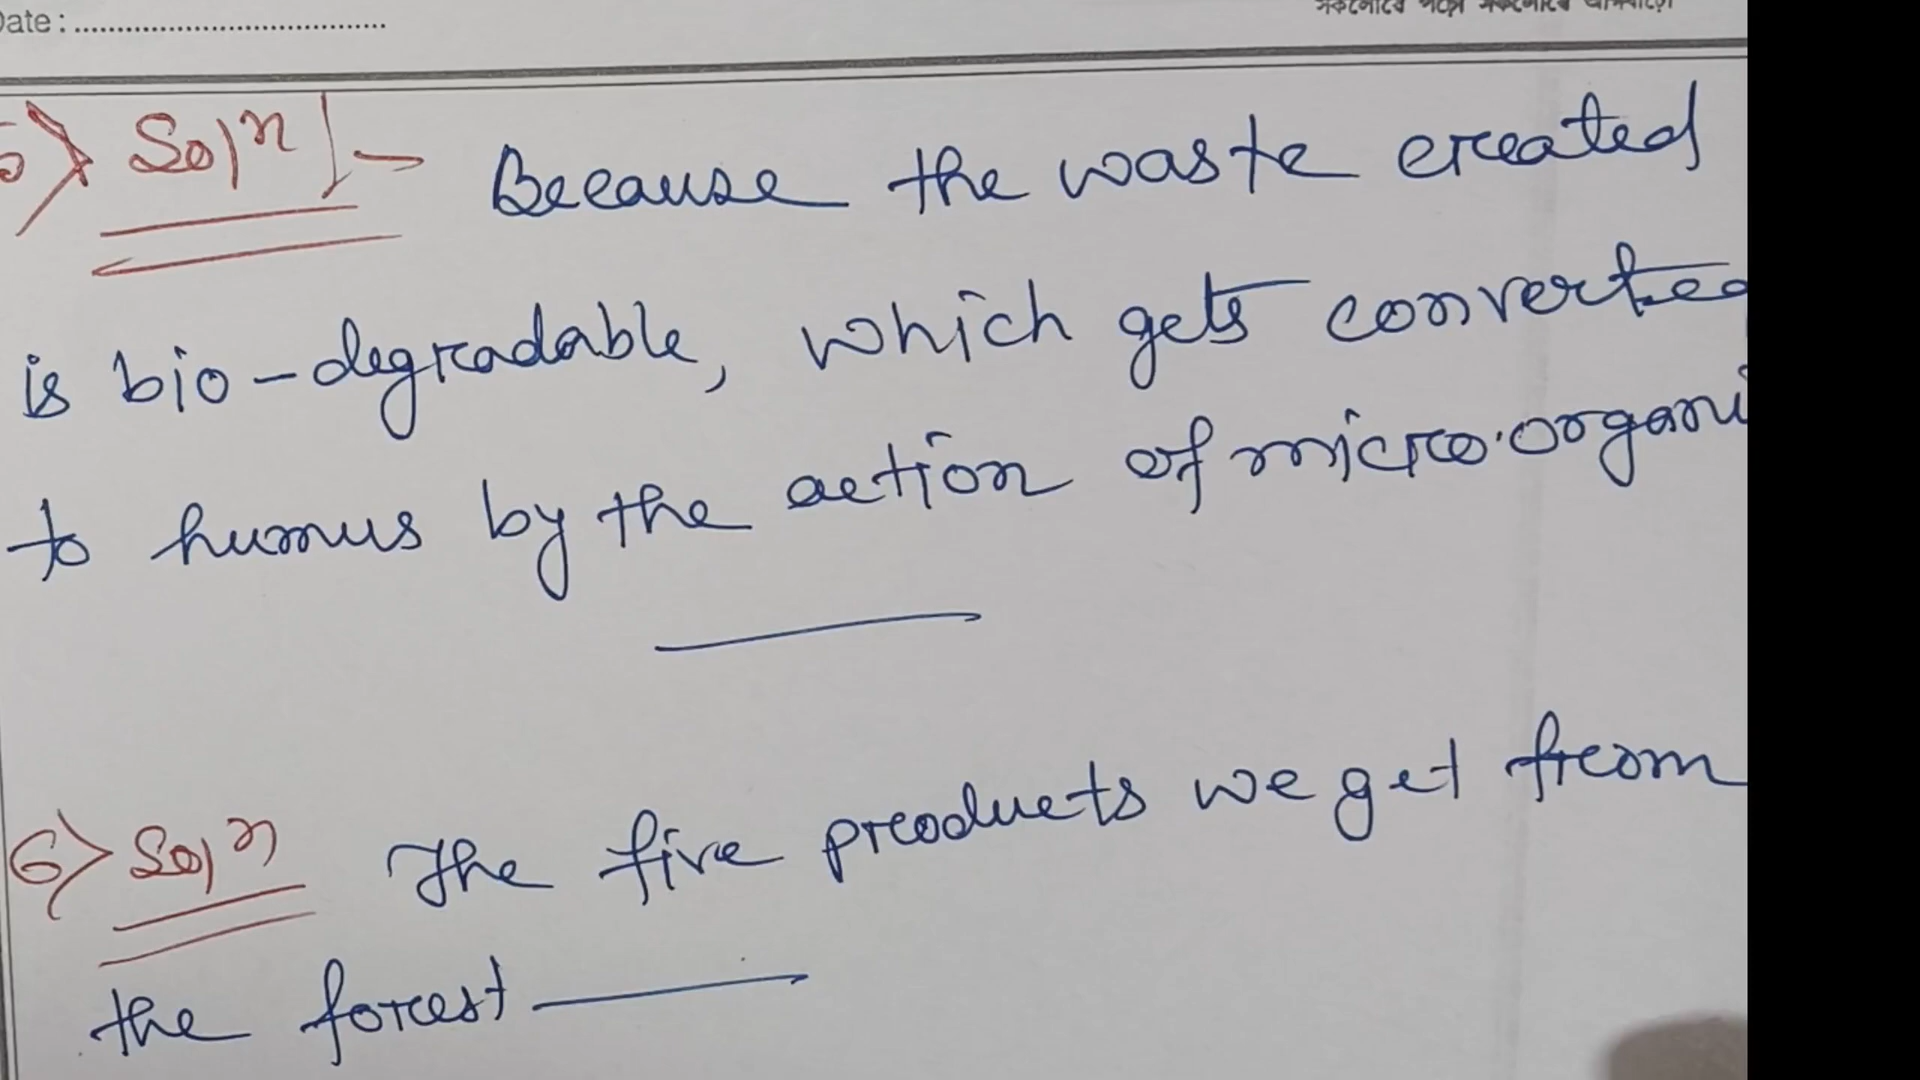 Date :
5> Solⁿ :- Because the waste created
is bio-degradable, which gets converted
to humus by the action of micro.organi
6> Solⁿ The five products we get from
the forest —